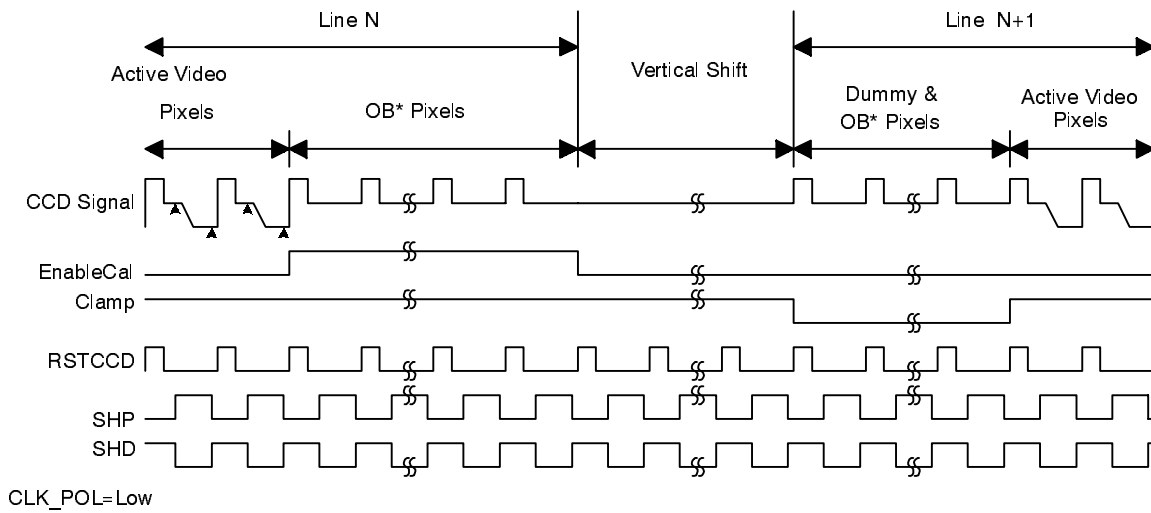 Line N
Line N+1
Active Video
Pixels
OB* Pixels
Vertical Shift
Dummy &
OB* Pixels
Active Video
Pixels
CCD Signal
EnableCal
Clamp
RSTCCD
SHP
SHD
CLK_POL=Low